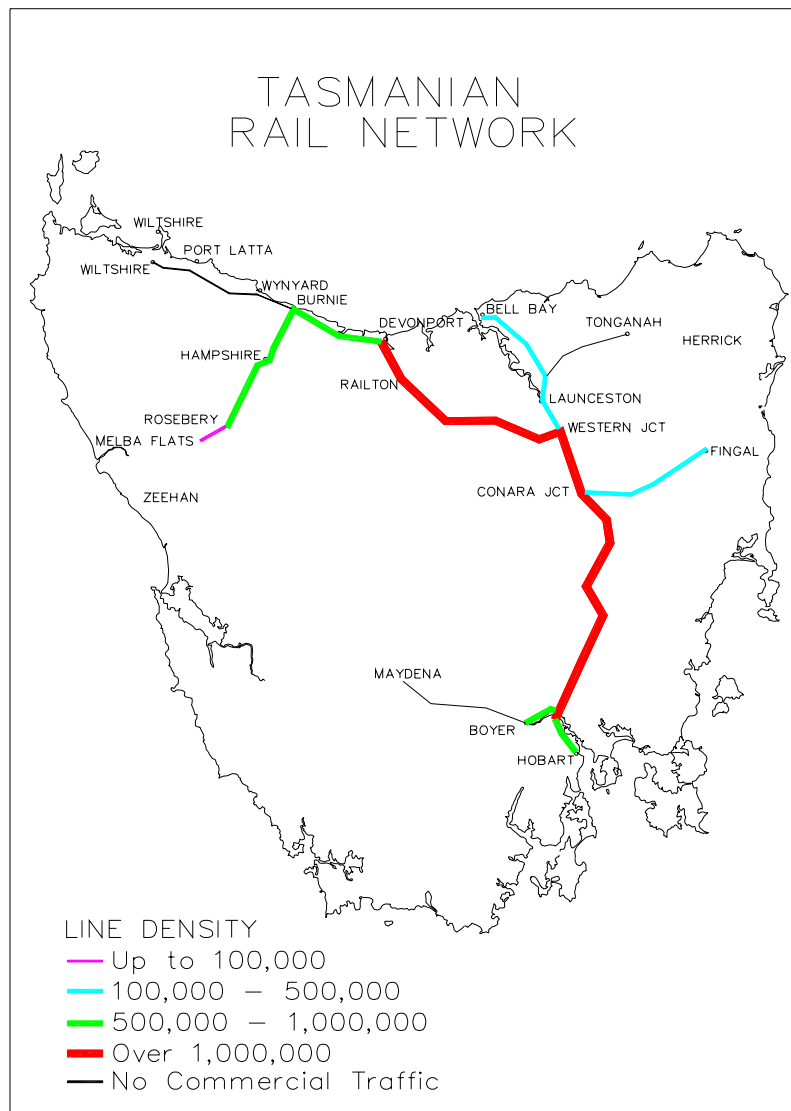 TASMANIAN
RAIL NETWORK
WILTSHIRE
PORT LATTA
WILTSHIRE
WYNYARD
BURNIE
BELL BAY
DEVONPORT
TONGANAH
HERRICK
HAMPSHIRE
RAILTON
LAUNCESTON
ROSEBERY
WESTERN JCT
MELBA FLATS
FINGAL
ZEEHAN
CONARA JCT
MAYDENA
BOYER
HOBART
LINE DENSITY
Up to 100,000
100,000 - 500,000
500,000 - 1,000,000
Over 1,000,000
No Commercial Traffic